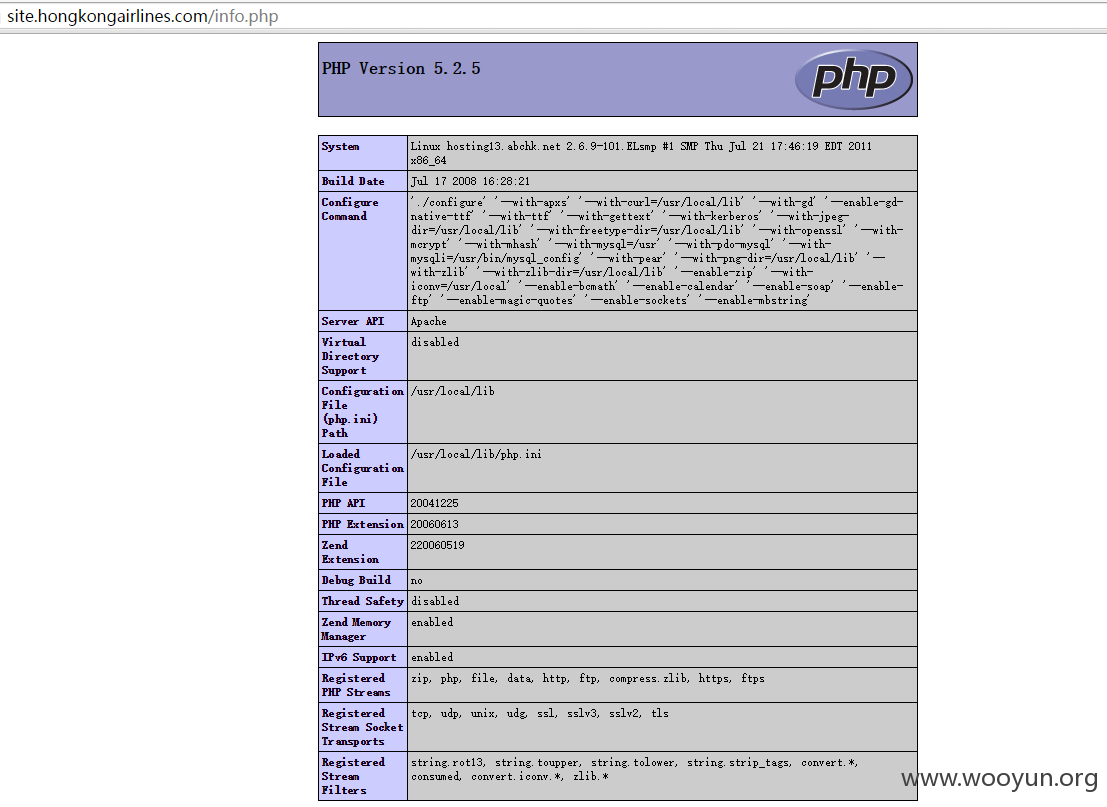 site.hongkongairlines.com/info.php
PHP Version 5.2.5
php
System
Linux hosting13.abchk.net 2.6.9-101.ELsmp #1 SMP Thu Jul 21 17:46:19 EDT 2011
x86_64
Build Date
Jul 17 2008 16:28:21
Configure
Command
'./configure' '--with-apxs' '--with-curl=/usr/local/lib' '--with-gd' '--enable-gd-
native-ttf' '--with-ttf' '--with-gettext' '--with-kerberos' '--with-jpeg-
dir=/usr/local/lib' '--with-freetype-dir=/usr/local/lib' '--with-openssl' '--with-
mcrypt' '--with-mhash' '--with-mysql=/usr' '--with-pdo-mysql' '--with-
mysqli=/usr/bin/mysql_config' '--with-pear' '--with-png-dir=/usr/local/lib' '--
with-zlib' '--with-zlib-dir=/usr/local/lib' '--enable-zip' '--with-
iconv=/usr/local' '--enable-bcmath' '--enable-calendar' '--enable-soap' '--enable-
ftp' '--enable-magic-quotes' '--enable-sockets' '--enable-mbstring'
Server API
Apache
Virtual
Directory
Support
disabled
Configuration
File
(php.ini)
Path
/usr/local/lib
Loaded
Configuration
File
/usr/local/lib/php.ini
PHP API
20041225
PHP Extension
20060613
Zend
Extension
220060519
Debug Build
no
Thread Safety
disabled
Zend Memory
Manager
enabled
IPv6 Support
enabled
Registered
PHP Streams
zip, php, file, data, http, ftp, compress.zlib, https, ftps
Registered
Stream Socket
Transports
tcp, udp, unix, udg, ssl, sslv3, sslv2, tls
Registered
Stream
Filters
string.rot13, string.toupper, string.tolower, string.strip_tags, convert.*,
consumed, convert.iconv.*, zlib.*
www.wooyun.org